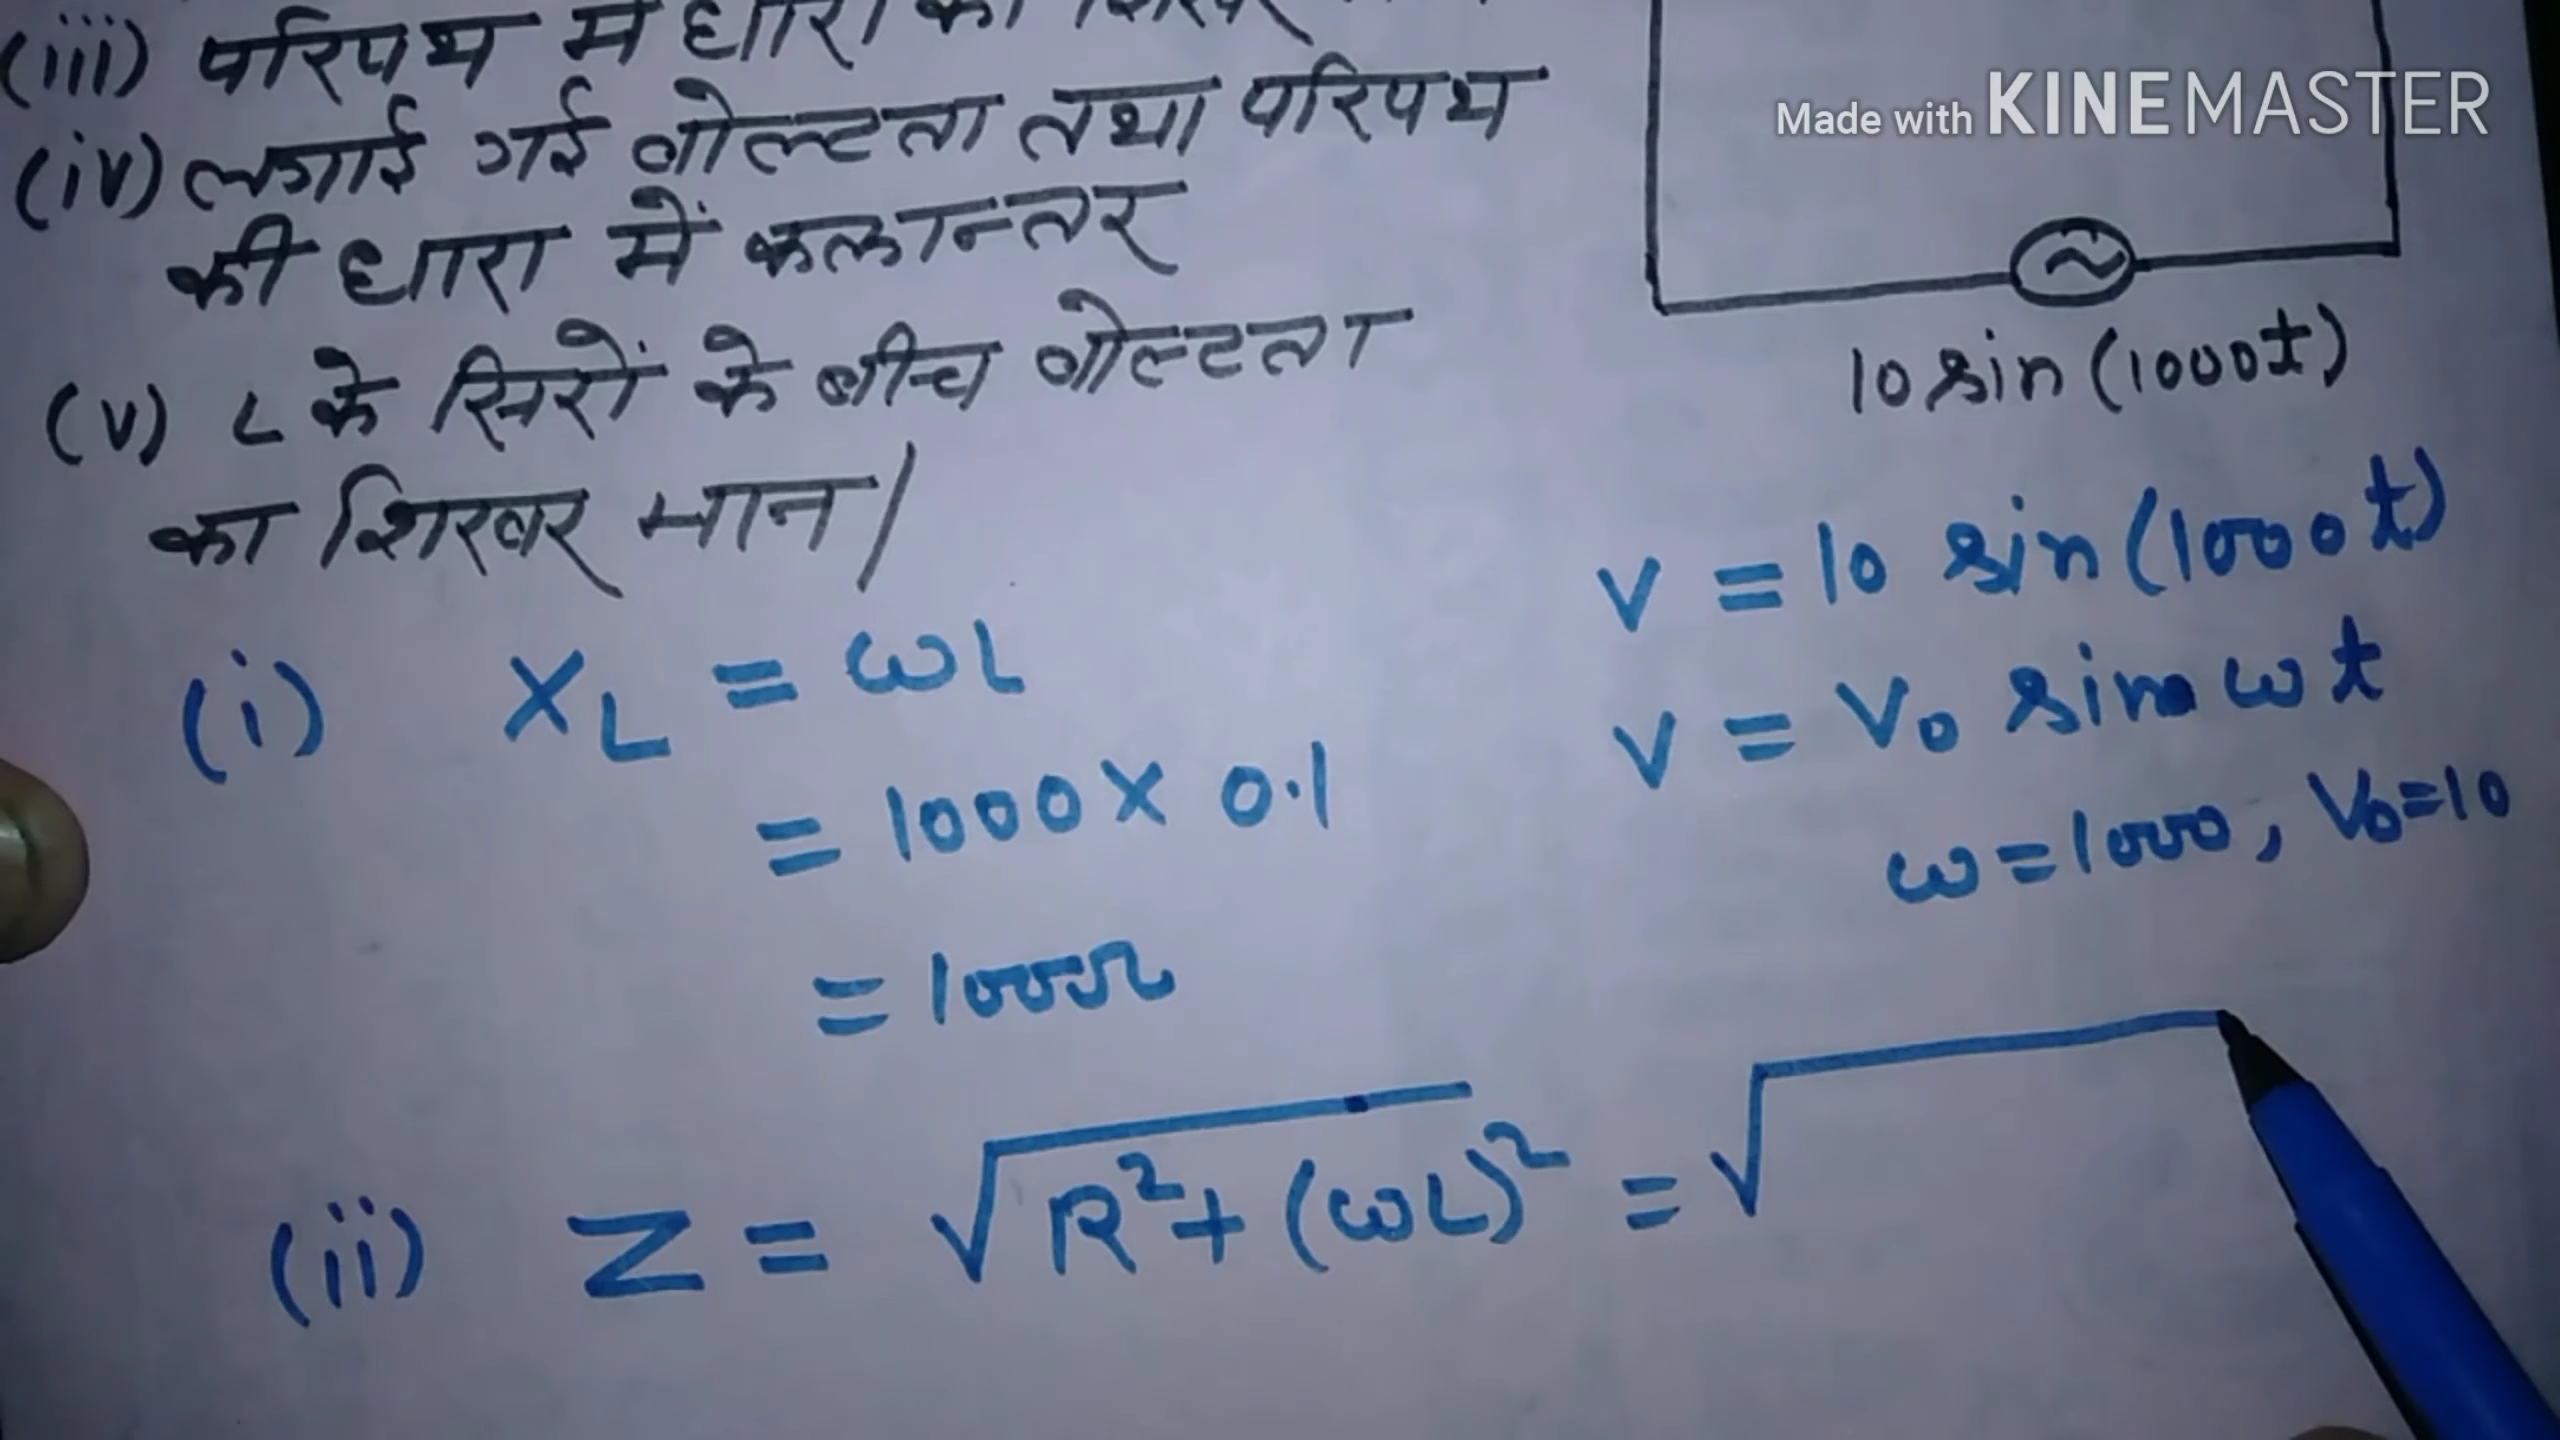 (iii) परिपथ में धारा का शिखर
(iv) लगाई गई वोल्टता तथा परिपथ
की धारा में कलान्तर
(v) L के सिरों के बीच वोल्टता
का शिखर मान|
Made with KINEMASTER
10 sin (1000t)
V = 10 sin (1000t)
V = V₀ sin ωt
ω = 1000, V₀ = 10
(i) X_L = ωL
= 1000 × 0.1
= 100Ω
(ii) Z = √R² + (ωL)² = √